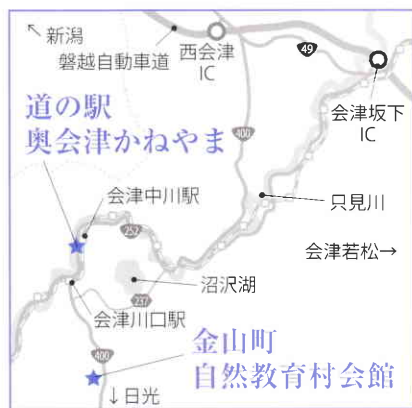 ↖新潟
磐越自動車道
西会津
IC
49
会津坂下
IC
道の駅
奥会津かねやま
400
会津中川駅
只見川
252
会津若松→
沼沢湖
237
会津川口駅
400
金山町
自然教育村会館
↓日光